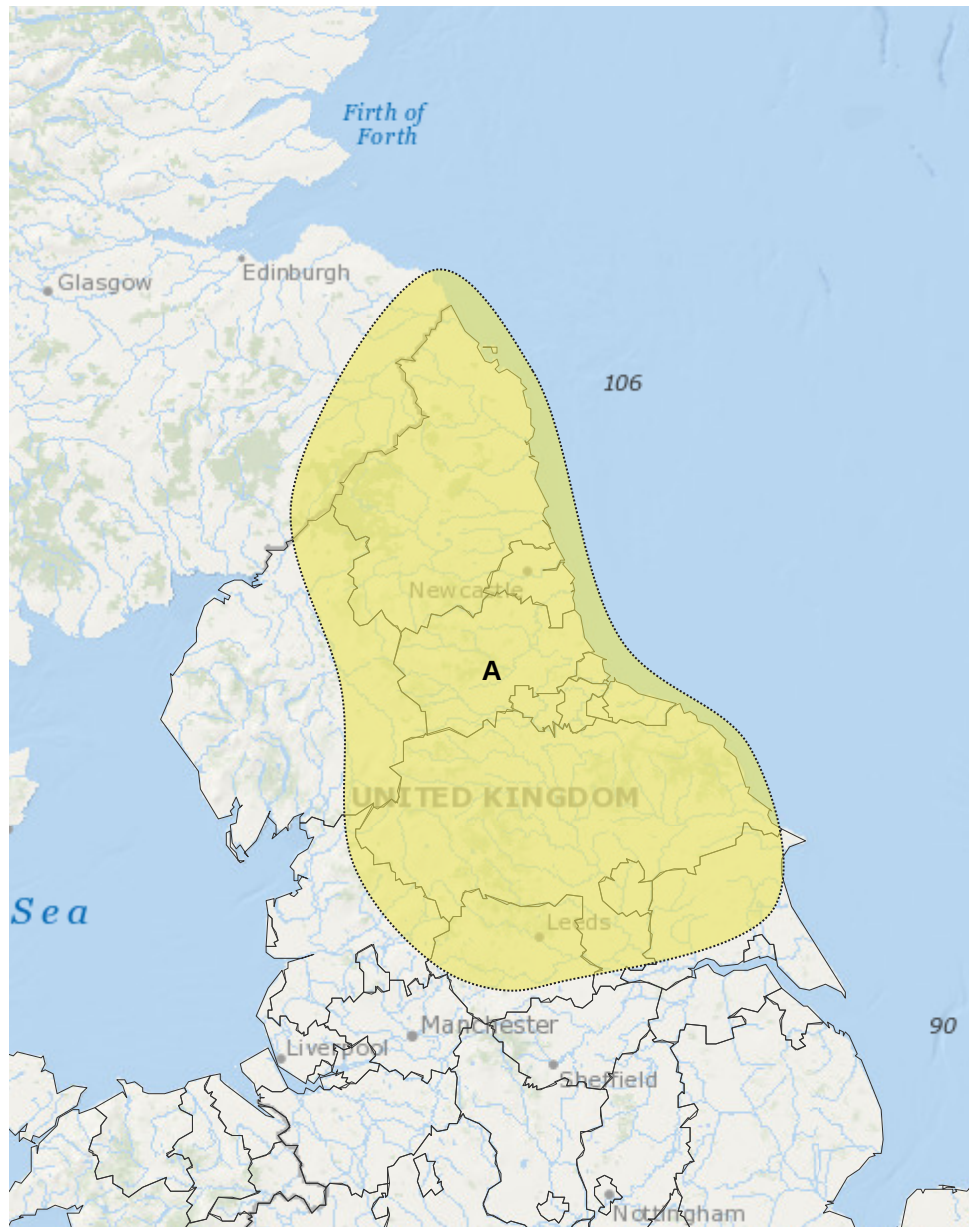 Firth of
Forth
Edinburgh
Glasgow
106
Newcastle
A
UNITED KINGDOM
Sea
Leeds
Manchester
90
Liverpool
Sheffield
Nottingham